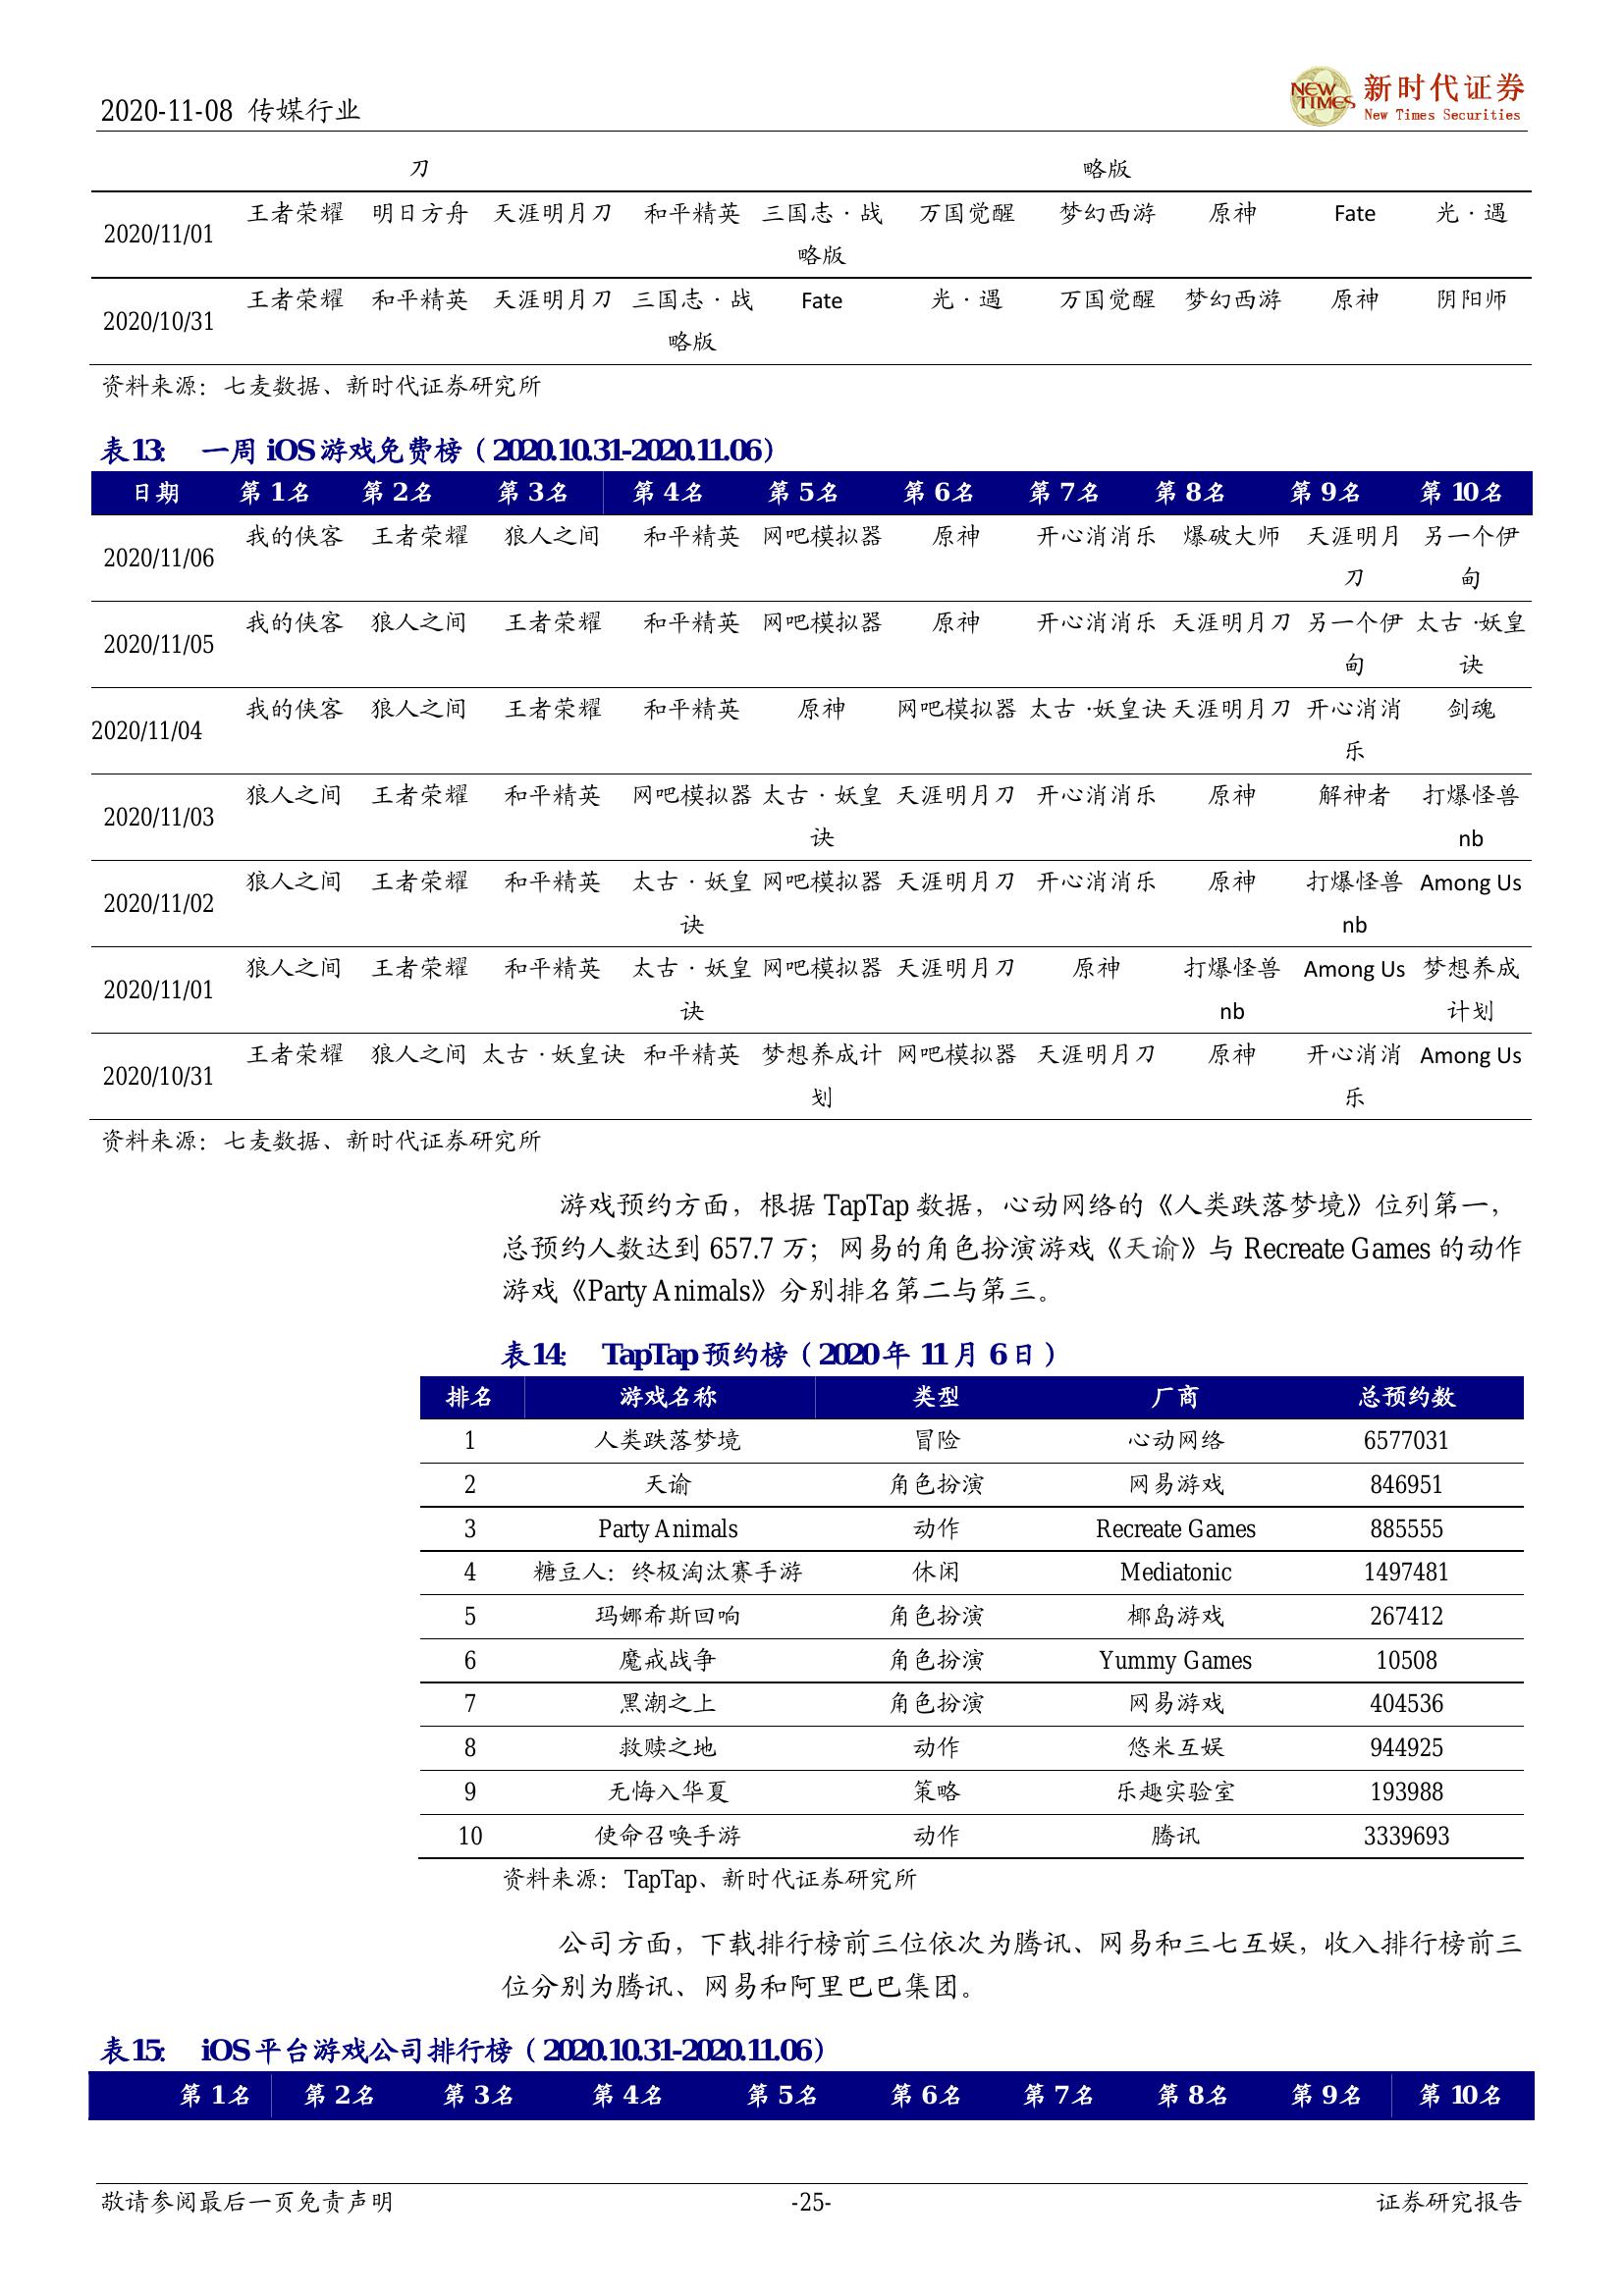 2020-11-08 传媒行业
NEW TIMES 新时代证券
New Times Securities
刀 略版
2020/11/01 王者荣耀 明日方舟 天涯明月刀 和平精英 三国志·战略版 万国觉醒 梦幻西游 原神 Fate 光·遇
2020/10/31 王者荣耀 和平精英 天涯明月刀 三国志·战略版 Fate 光·遇 万国觉醒 梦幻西游 原神 阴阳师
资料来源：七麦数据、新时代证券研究所
表13： 一周 iOS 游戏免费榜（2020.10.31-2020.11.06）
日期 第1名 第2名 第3名 第4名 第5名 第6名 第7名 第8名 第9名 第10名
2020/11/06 我的侠客 王者荣耀 狼人之间 和平精英 网吧模拟器 原神 开心消消乐 爆破大师 天涯明月刀 另一个伊甸
2020/11/05 我的侠客 狼人之间 王者荣耀 和平精英 网吧模拟器 原神 开心消消乐 天涯明月刀 另一个伊甸 太古·妖皇诀
2020/11/04 我的侠客 狼人之间 王者荣耀 和平精英 原神 网吧模拟器 太古·妖皇诀 天涯明月刀 开心消消乐 剑魂
2020/11/03 狼人之间 王者荣耀 和平精英 网吧模拟器 太古·妖皇诀 天涯明月刀 开心消消乐 原神 解神者 打爆怪兽nb
2020/11/02 狼人之间 王者荣耀 和平精英 太古·妖皇诀 网吧模拟器 天涯明月刀 开心消消乐 原神 打爆怪兽nb Among Us
2020/11/01 狼人之间 王者荣耀 和平精英 太古·妖皇诀 网吧模拟器 天涯明月刀 原神 打爆怪兽nb Among Us 梦想养成计划
2020/10/31 王者荣耀 狼人之间 太古·妖皇诀 和平精英 梦想养成计划 网吧模拟器 天涯明月刀 原神 开心消消乐 Among Us
资料来源：七麦数据、新时代证券研究所
游戏预约方面，根据 TapTap 数据，心动网络的《人类跌落梦境》位列第一，
总预约人数达到 657.7 万；网易的角色扮演游戏《天谕》与 Recreate Games 的动作
游戏《Party Animals》分别排名第二与第三。
表14： TapTap 预约榜（2020 年 11 月 6 日）
排名 游戏名称 类型 厂商 总预约数
1 人类跌落梦境 冒险 心动网络 6577031
2 天谕 角色扮演 网易游戏 846951
3 Party Animals 动作 Recreate Games 885555
4 糖豆人：终极淘汰赛手游 休闲 Mediatonic 1497481
5 玛娜希斯回响 角色扮演 椰岛游戏 267412
6 魔戒战争 角色扮演 Yummy Games 10508
7 黑潮之上 角色扮演 网易游戏 404536
8 救赎之地 动作 悠米互娱 944925
9 无悔入华夏 策略 乐趣实验室 193988
10 使命召唤手游 动作 腾讯 3339693
资料来源：TapTap、新时代证券研究所
公司方面，下载排行榜前三位依次为腾讯、网易和三七互娱，收入排行榜前三
位分别为腾讯、网易和阿里巴巴集团。
表15： iOS 平台游戏公司排行榜（2020.10.31-2020.11.06）
第1名 第2名 第3名 第4名 第5名 第6名 第7名 第8名 第9名 第10名
敬请参阅最后一页免责声明 -25- 证券研究报告